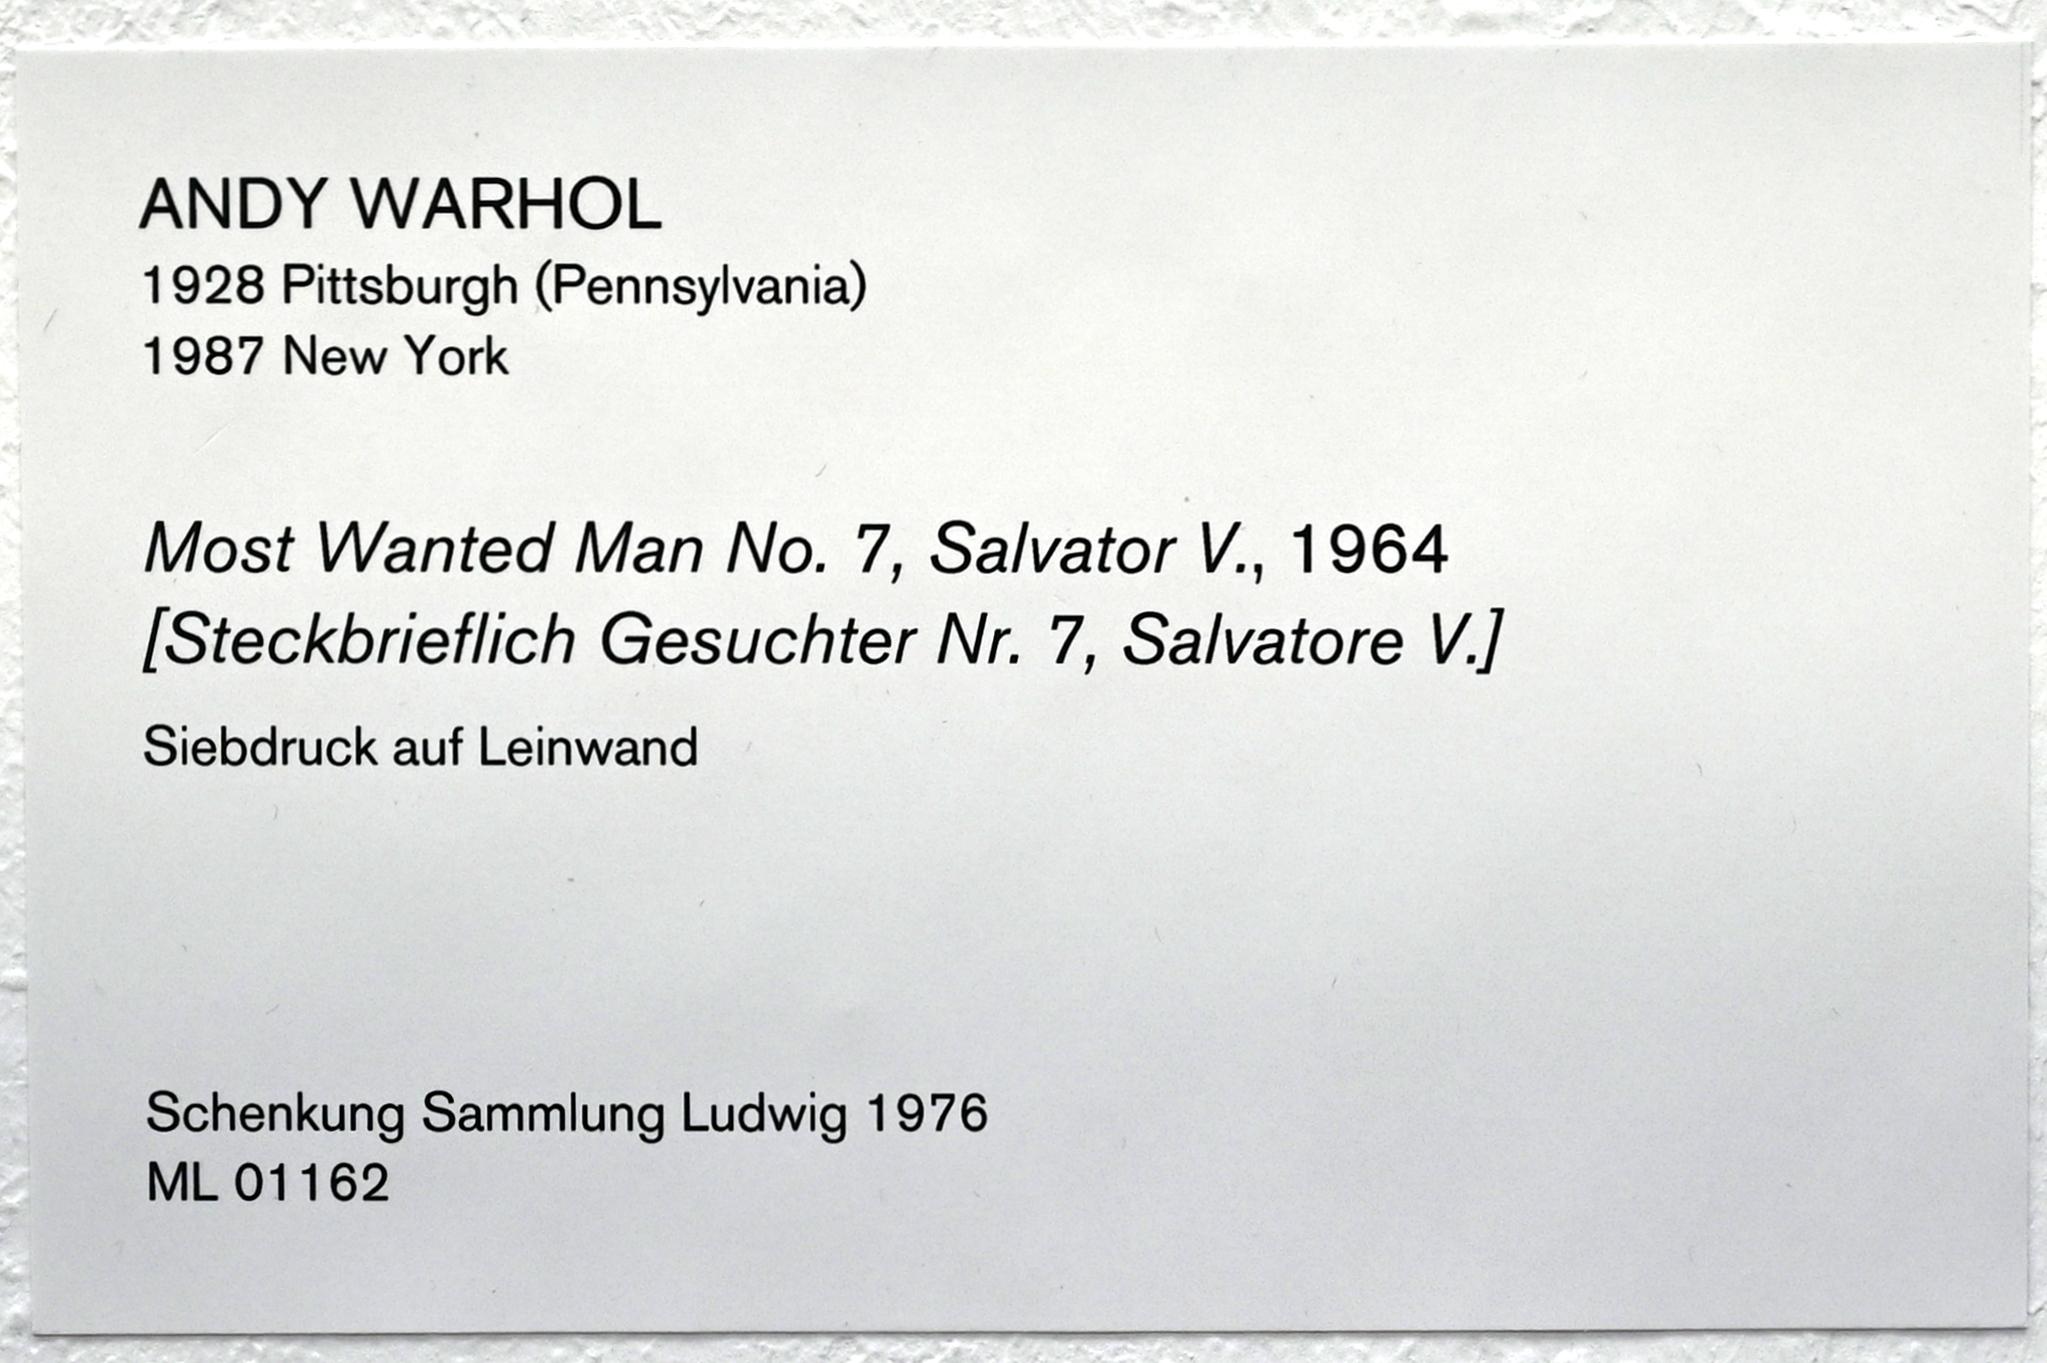 ANDY WARHOL
1928 Pittsburgh (Pennsylvania)
1987 New York
Most Wanted Man No. 7, Salvator V., 1964
[Steckbrieflich Gesuchter Nr. 7, Salvatore V.]
Siebdruck auf Leinwand
Schenkung Sammlung Ludwig 1976
ML 01162